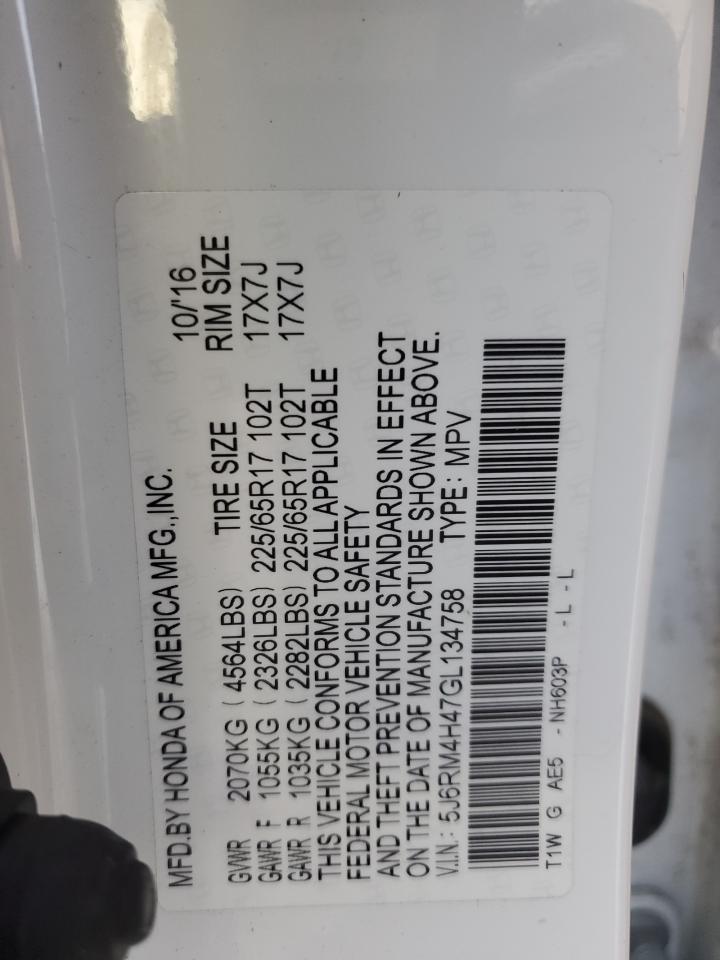 MFD.BY HONDA OF AMERICA MFG.,INC. 10/'16
GVWR 2070KG ( 4564LBS) TIRE SIZE RIM SIZE
GAWR F 1055KG ( 2326LBS) 225/65R17 102T 17X7J
GAWR R 1035KG ( 2282LBS) 225/65R17 102T 17X7J
THIS VEHICLE CONFORMS TO ALL APPLICABLE
FEDERAL MOTOR VEHICLE SAFETY
AND THEFT PREVENTION STANDARDS IN EFFECT
ON THE DATE OF MANUFACTURE SHOWN ABOVE.
V.I.N.: 5J6RM4H47GL134758 TYPE: MPV
T1W G AE5 - NH603P - L - L